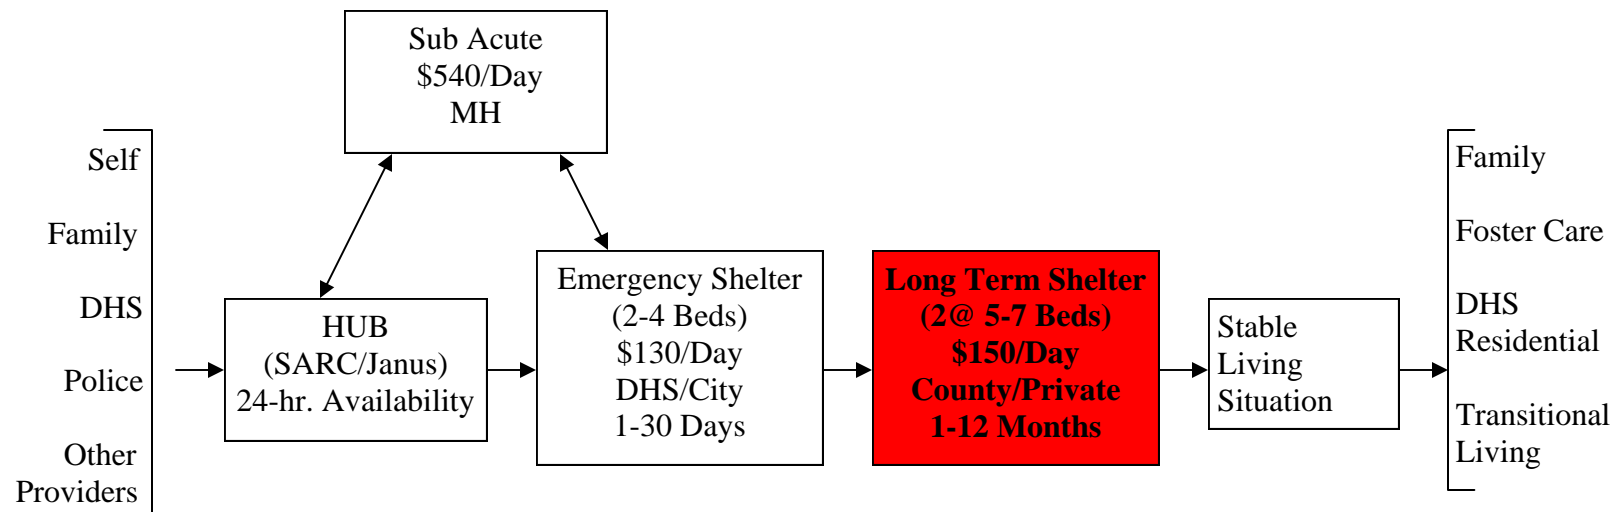 Sub Acute
$540/Day
MH
Self
Family
DHS
Police
Other
Providers
HUB
(SARC/Janus)
24-hr. Availability
Emergency Shelter
(2-4 Beds)
$130/Day
DHS/City
1-30 Days
Long Term Shelter
(2@ 5-7 Beds)
$150/Day
County/Private
1-12 Months
Stable
Living
Situation
Family
Foster Care
DHS
Residential
Transitional
Living